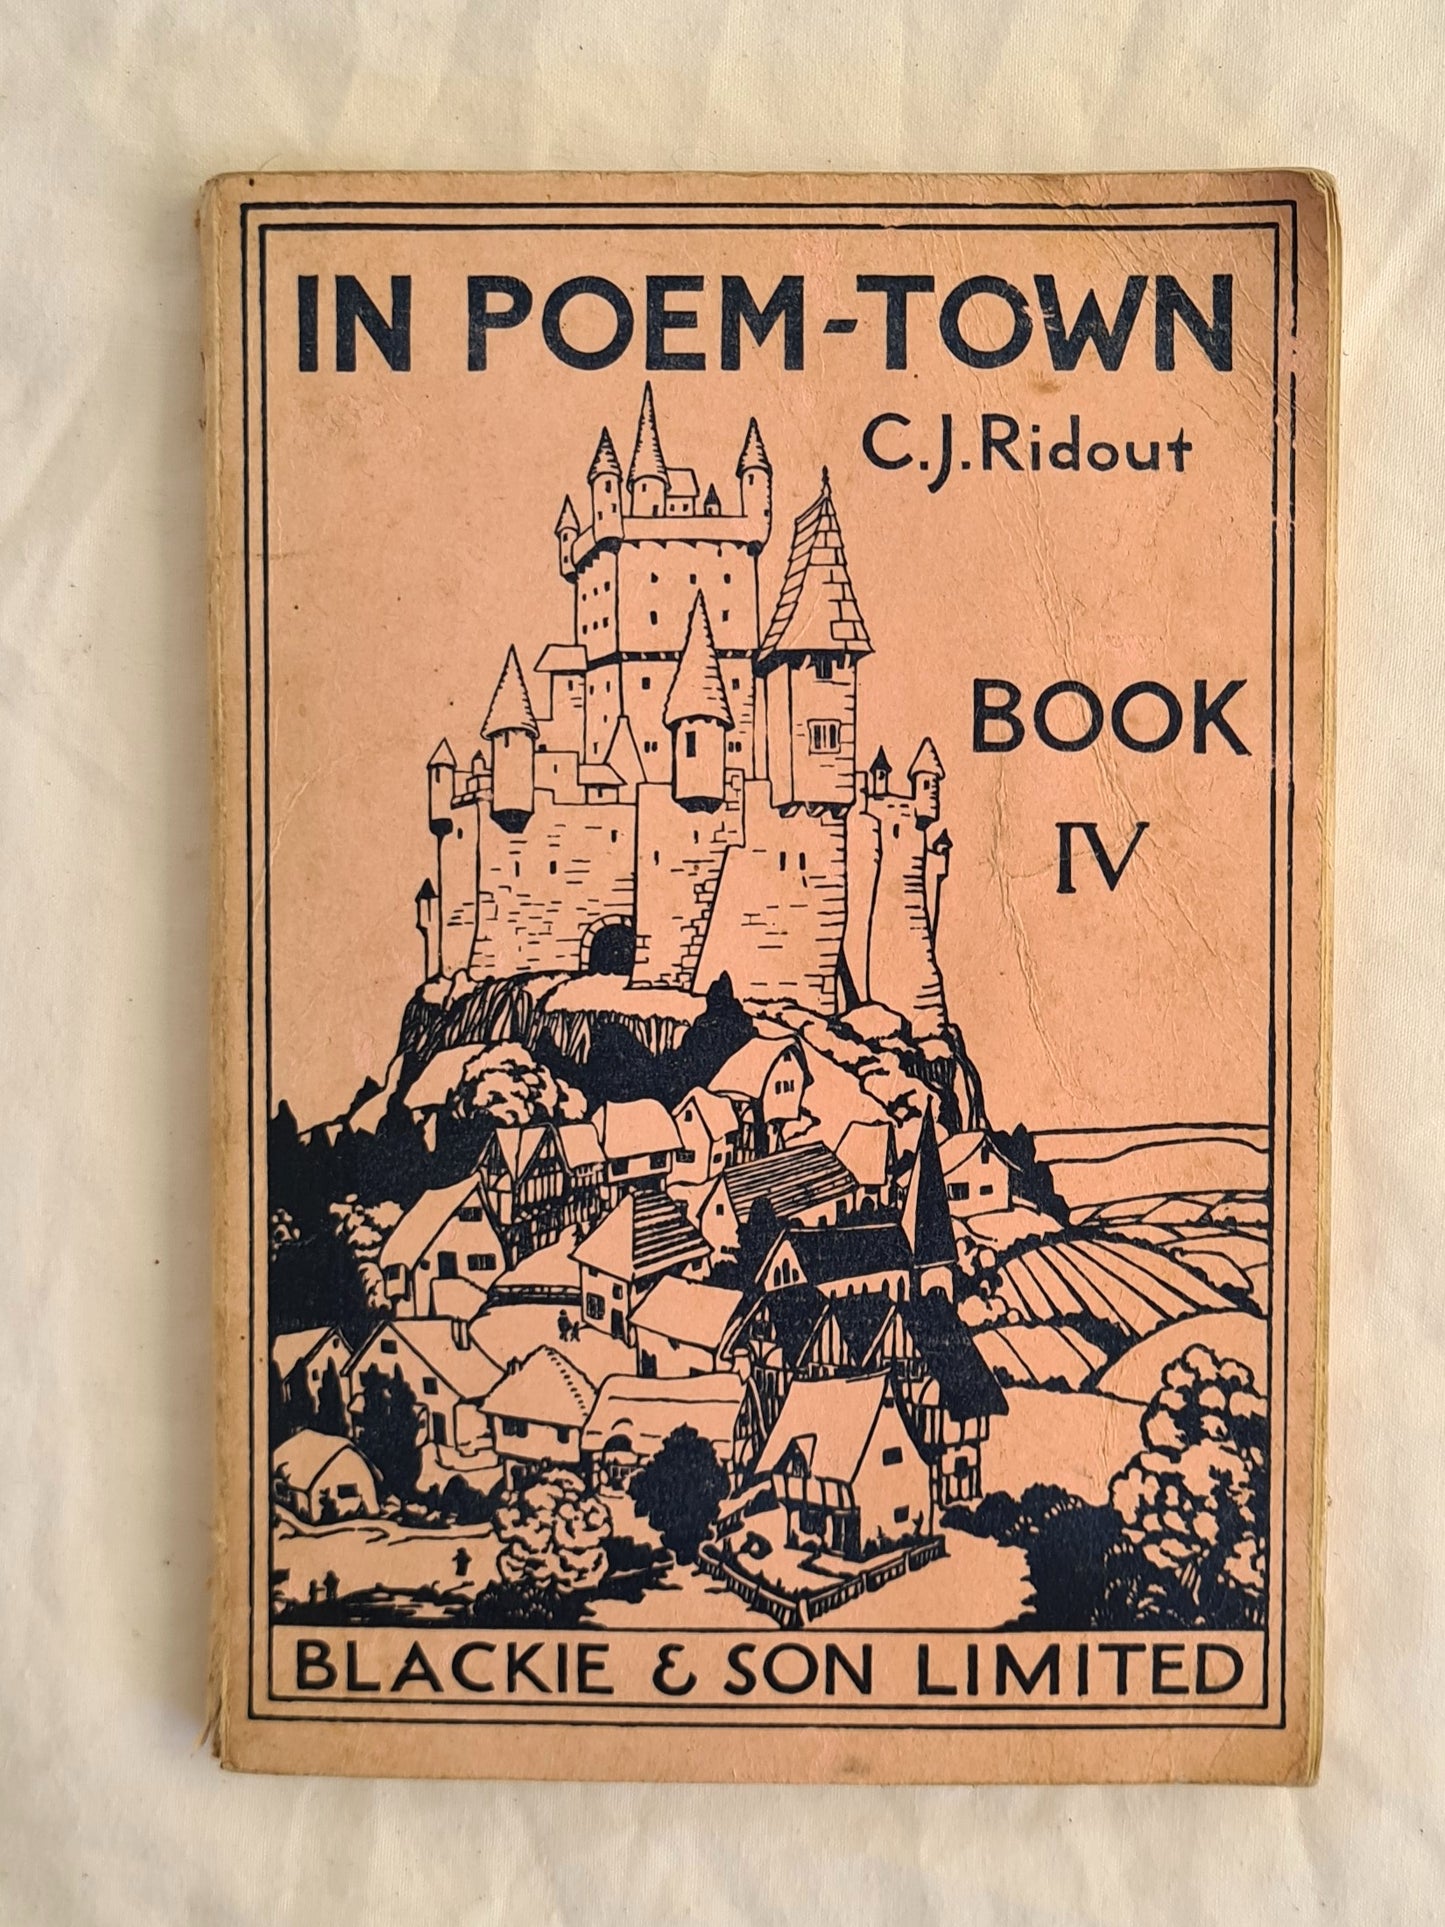 IN POEM-TOWN
C.J.Ridout
BOOK
IV
BLACKIE & SON LIMITED